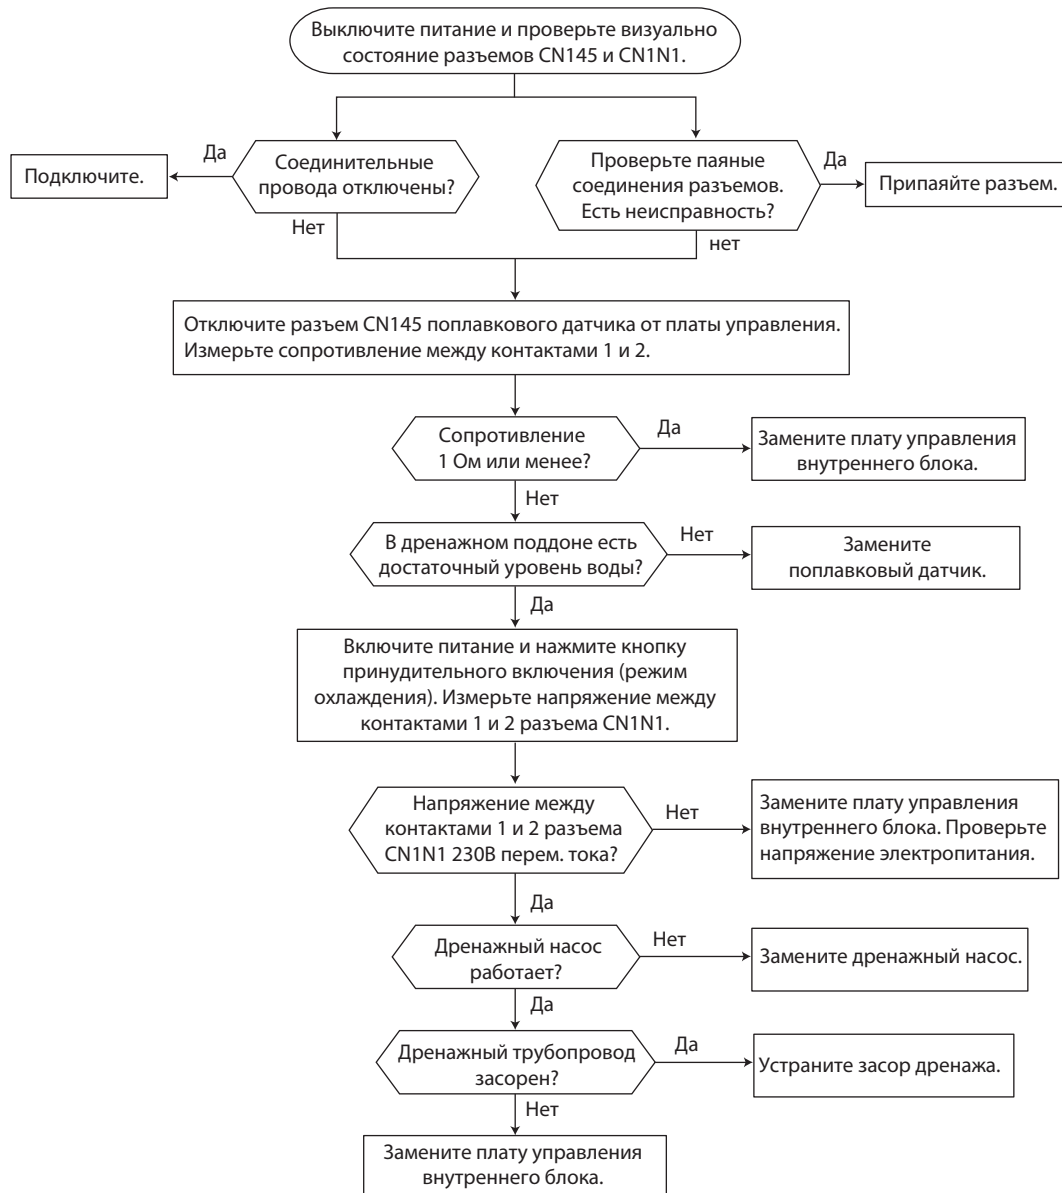 Выключите питание и проверьте визуально
состояние разъемов CN145 и CN1N1.
Соединительные
провода отключены?
Да
Подключите.
Нет
Проверьте паяные
соединения разъемов.
Есть неисправность?
Да
Припаяйте разъем.
нет
Отключите разъем CN145 поплавкового датчика от платы управления.
Измерьте сопротивление между контактами 1 и 2.
Сопротивление
1 Ом или менее?
Да
Замените плату управления
внутреннего блока.
Нет
В дренажном поддоне есть
достаточный уровень воды?
Нет
Замените
поплавковый датчик.
Да
Включите питание и нажмите кнопку
принудительного включения (режим
охлаждения). Измерьте напряжение между
контактами 1 и 2 разъема CN1N1.
Напряжение между
контактами 1 и 2 разъема
CN1N1 230В перем. тока?
Нет
Замените плату управления
внутреннего блока. Проверьте
напряжение электропитания.
Да
Дренажный насос
работает?
Нет
Замените дренажный насос.
Да
Дренажный трубопровод
засорен?
Да
Устраните засор дренажа.
Нет
Замените плату управления
внутреннего блока.